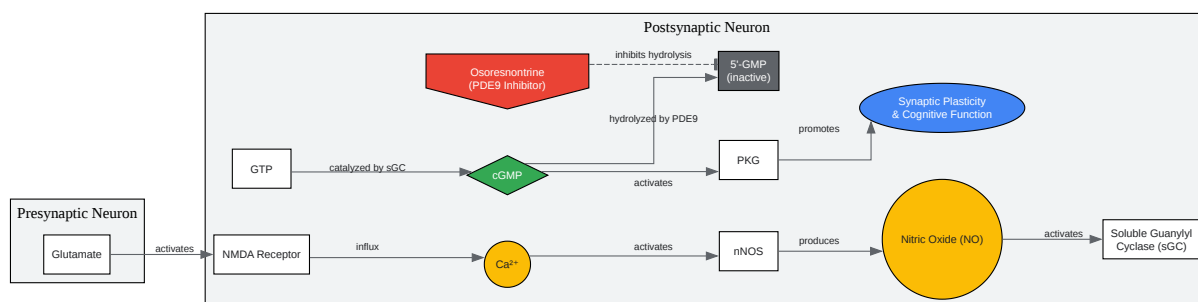 Postsynaptic Neuron
Osoresnontrine
(PDE9 Inhibitor)
inhibits hydrolysis
5'-GMP
(inactive)
hydrolyzed by PDE9
Synaptic Plasticity
& Cognitive Function
promotes
GTP
catalyzed by sGC
cGMP
activates
PKG
Presynaptic Neuron
Glutamate
activates
NMDA Receptor
influx
Ca²⁺
activates
nNOS
produces
Nitric Oxide (NO)
activates
Soluble Guanylyl
Cyclase (sGC)